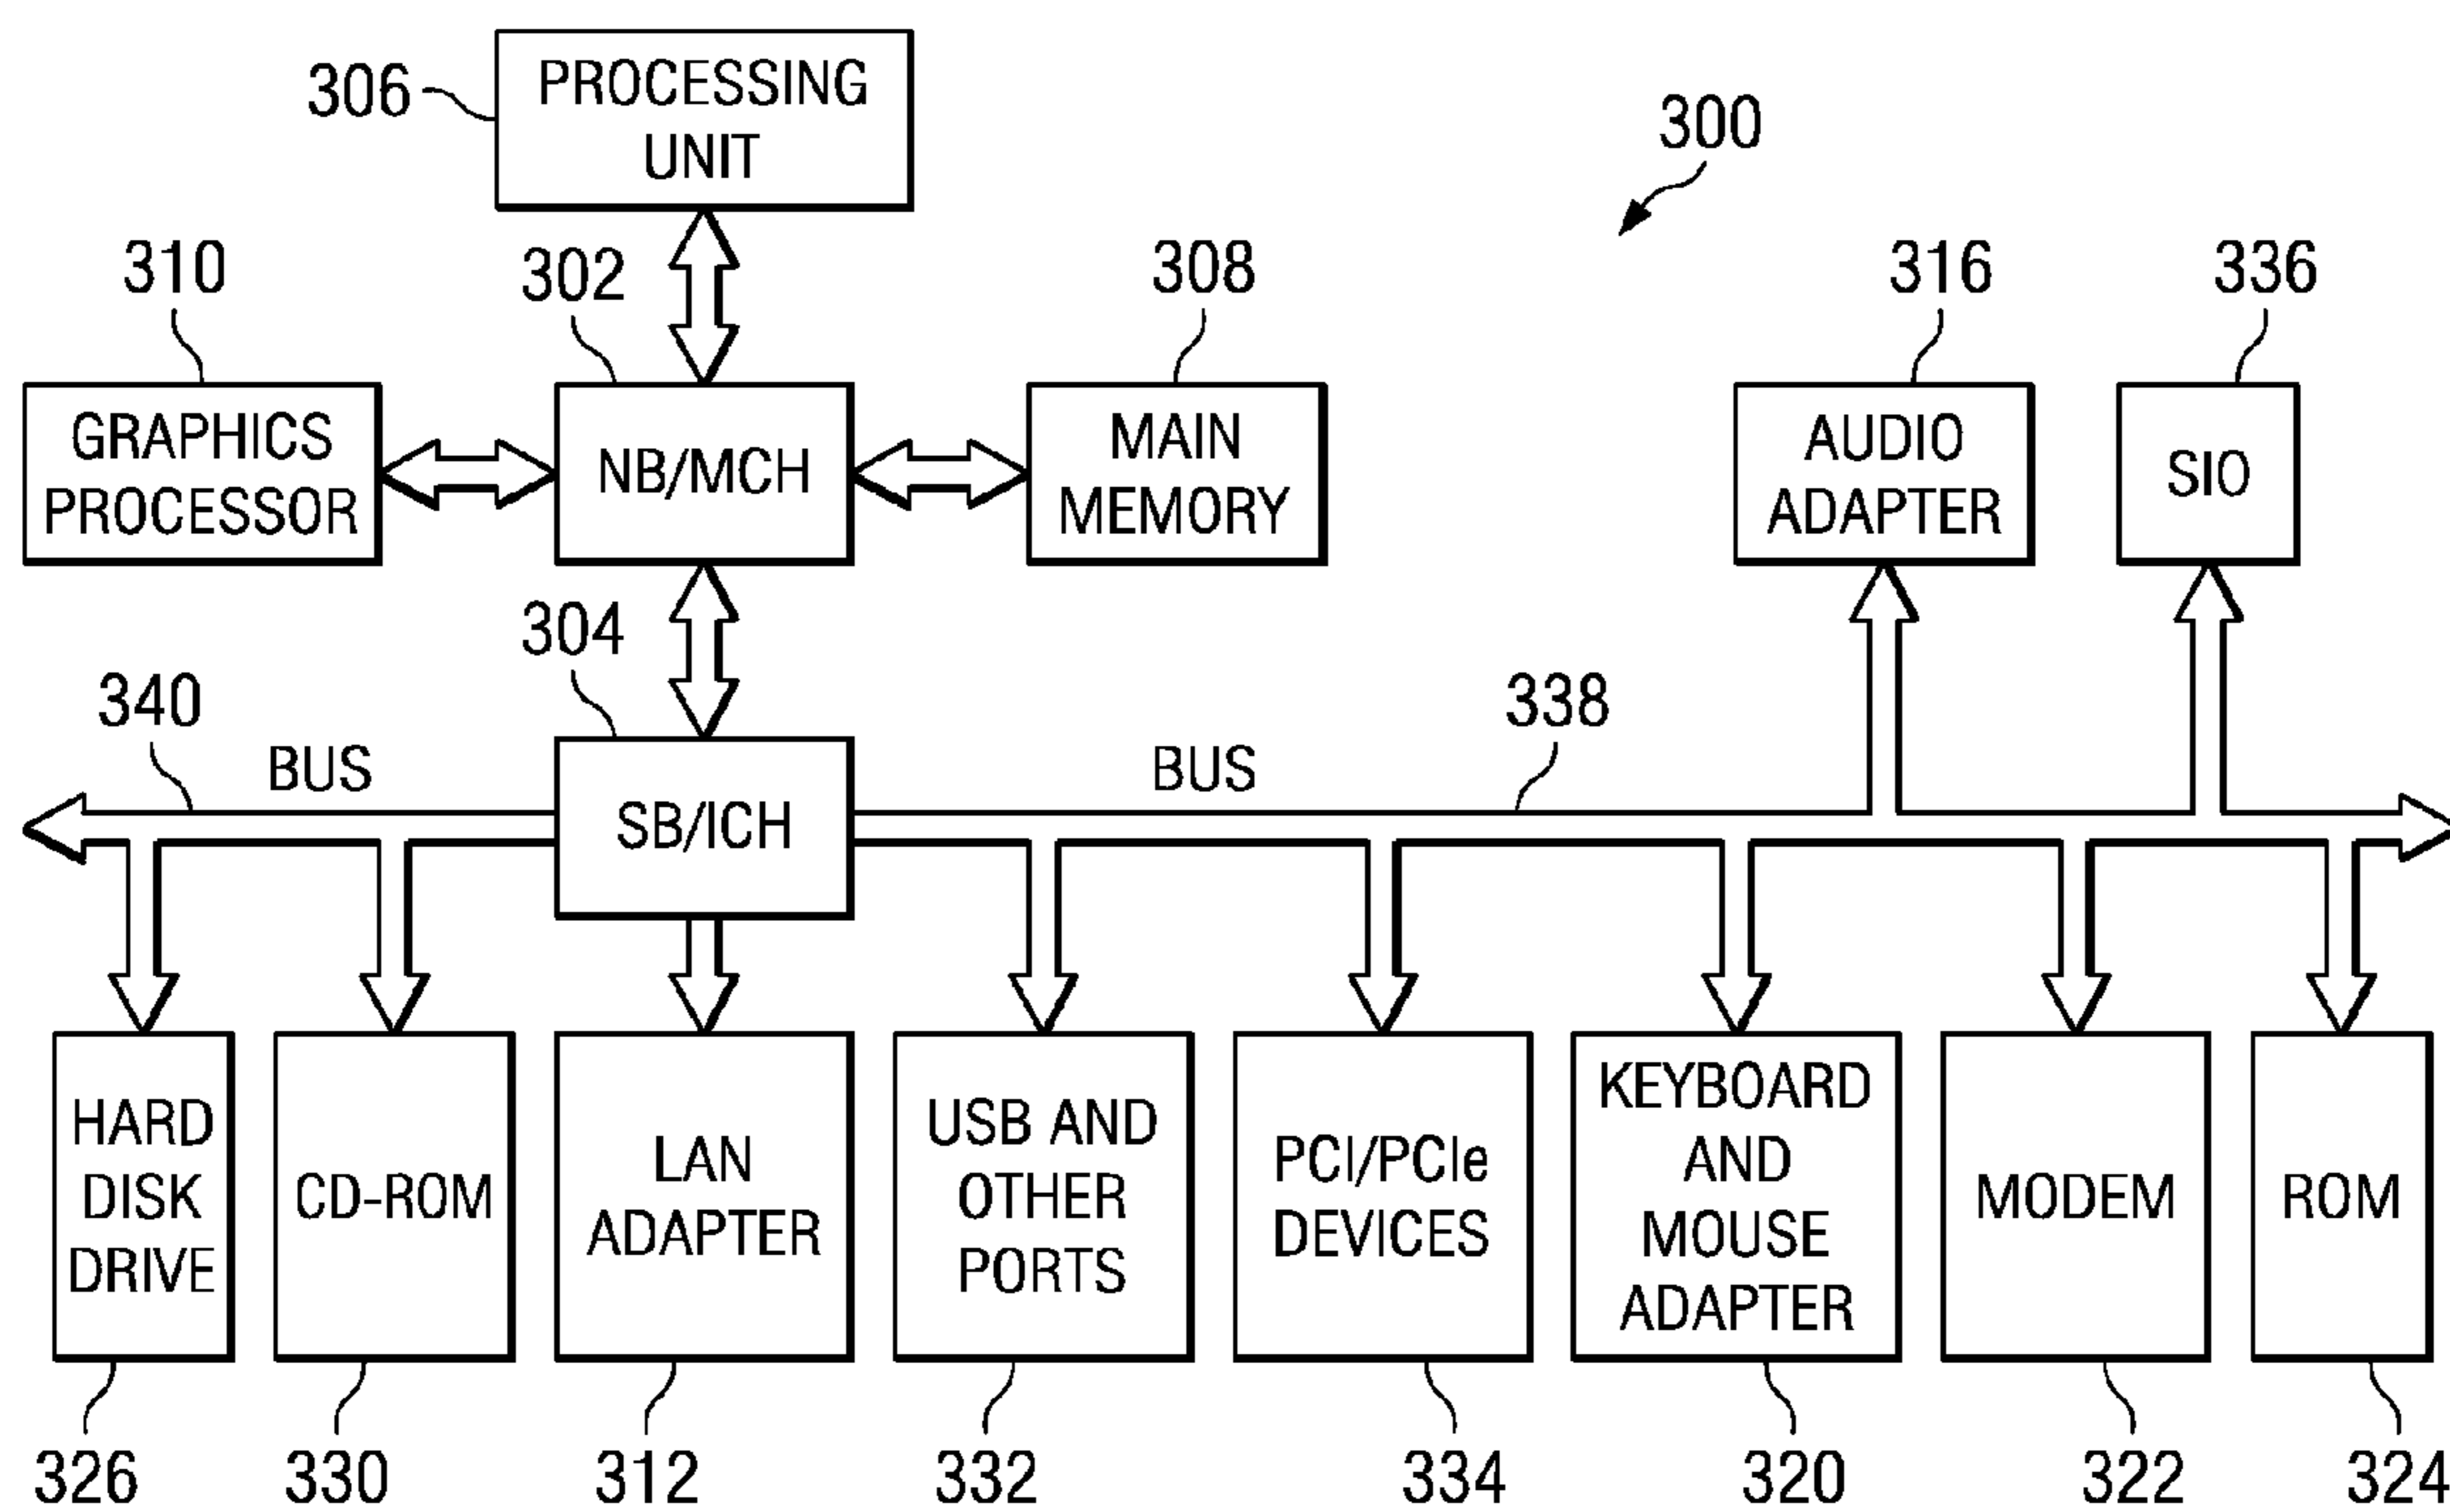 306
PROCESSING
UNIT
300
310
302
308
316
336
GRAPHICS
PROCESSOR
NB/MCH
MAIN
MEMORY
AUDIO
ADAPTER
SIO
304
340
BUS
SB/ICH
BUS
338
HARD
DISK
DRIVE
CD-ROM
LAN
ADAPTER
USB AND
OTHER
PORTS
PCI/PCIe
DEVICES
KEYBOARD
AND
MOUSE
ADAPTER
MODEM
ROM
326
330
312
332
334
320
322
324